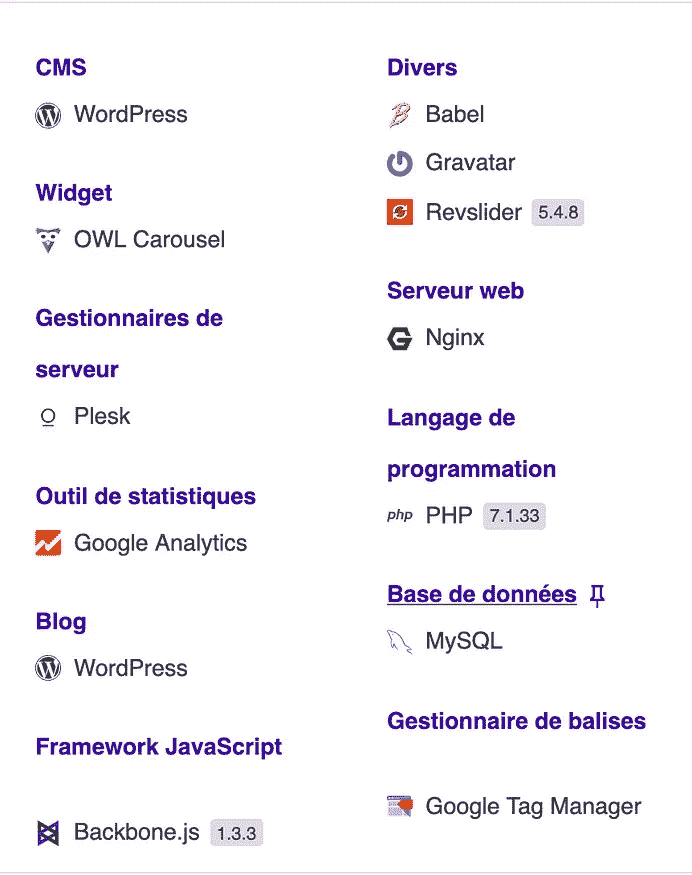 CMS
WordPress
Widget
OWL Carousel
Gestionnaires de
serveur
Plesk
Outil de statistiques
Google Analytics
Blog
WordPress
Framework JavaScript
Backbone.js 1.3.3
Divers
Babel
Gravatar
Revslider 5.4.8
Serveur web
Nginx
Langage de
programmation
php PHP 7.1.33
Base de données
MySQL
Gestionnaire de balises
Google Tag Manager